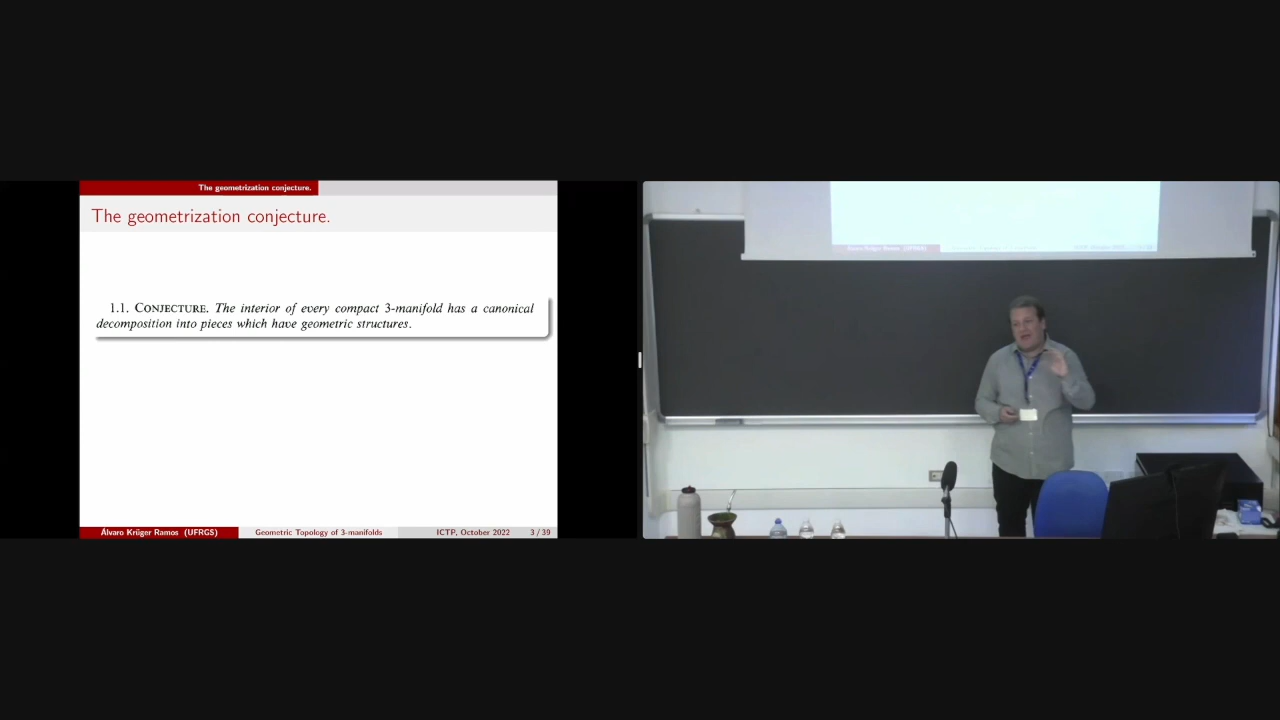 The geometrization conjecture.
The geometrization conjecture.
1.1. CONJECTURE. The interior of every compact 3-manifold has a canonical
decomposition into pieces which have geometric structures.
Álvaro Krüger Ramos (UFRGS) Geometric Topology of 3-manifolds ICTP, October 2022 3 / 39